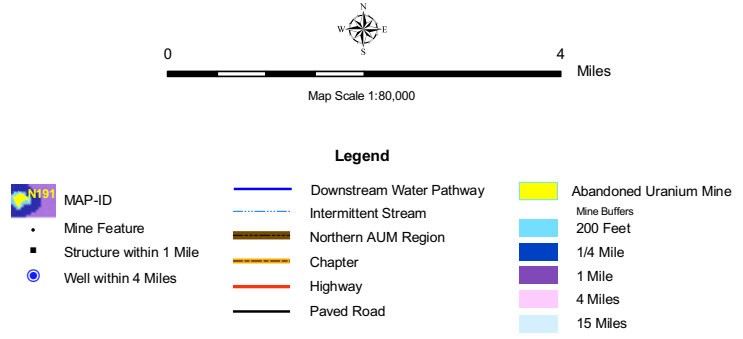 N
W E
S
0 4
Miles
Map Scale 1:80,000
Legend
N191 MAP-ID
Mine Feature
Structure within 1 Mile
Well within 4 Miles
Downstream Water Pathway
Intermittent Stream
Northern AUM Region
Chapter
Highway
Paved Road
Abandoned Uranium Mine
Mine Buffers
200 Feet
1/4 Mile
1 Mile
4 Miles
15 Miles